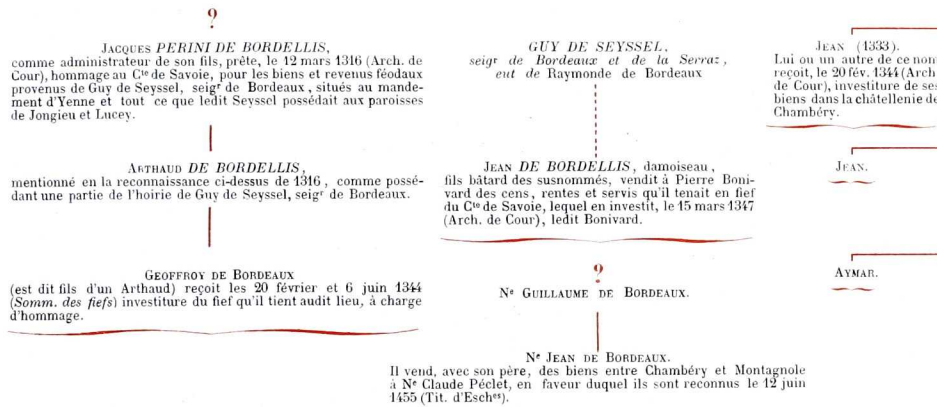 ?
JACQUES PERINI DE BORDELLIS,
comme administrateur de son fils, prête, le 12 mars 1316 (Arch. de
Cour), hommage au Cte de Savoie, pour les biens et revenus féodaux
provenus de Guy de Seyssel, seigr de Bordeaux, situés au mande-
ment d'Yenne et tout ce que ledit Seyssel possédait aux paroisses
de Jongieu et Lucey.
ARTHAUD DE BORDELLIS,
mentionné en la reconnaissance ci-dessus de 1316, comme possé-
dant une partie de l'hoirie de Guy de Seyssel, seigr de Bordeaux.
GEOFFROY DE BORDEAUX
(est dit fils d'un Arthaud) reçoit les 20 février et 6 juin 1344
(Somm. des fiefs) investiture du fief qu'il tient audit lieu, à charge
d'hommage.
GUY DE SEYSSEL,
seigr de Bordeaux et de la Serraz,
eut de Raymonde de Bordeaux
JEAN DE BORDELLIS, damoiseau,
fils bâtard des susnommés, vendit à Pierre Boni-
vard des cens, rentes et servis qu'il tenait en fief
du Cte de Savoie, lequel en investit, le 15 mars 1347
(Arch. de Cour), ledit Bonivard.
?
Ne GUILLAUME DE BORDEAUX.
Ne JEAN DE BORDEAUX.
Il vend, avec son père, des biens entre Chambéry et Montagnole
à Ne Claude Péclet, en faveur duquel ils sont reconnus le 12 juin
1455 (Tit. d'Esches).
JEAN (1333).
Lui ou un autre de ce nom
reçoit, le 20 fév. 1344 (Arch.
de Cour), investiture de ses
biens dans la châtellenie de
Chambéry.
JEAN.
AYMAR.